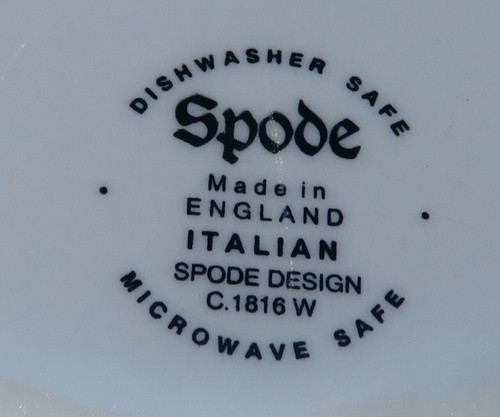 DISHWASHER SAFE
Spode
Made in
ENGLAND
ITALIAN
SPODE DESIGN
C.1816 W
MICROWAVE SAFE